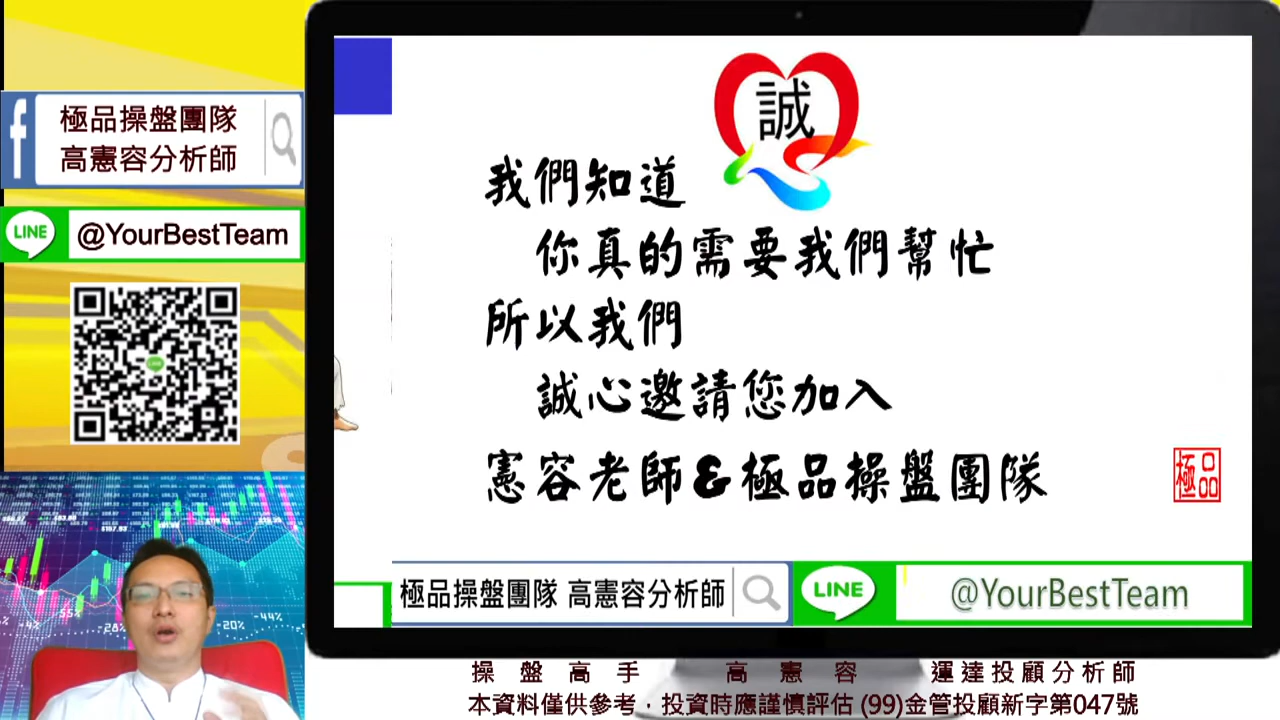 極品操盤團隊
高憲容分析師
LINE
@YourBestTeam
LINE
誠
我們知道
你真的需要我們幫忙
所以我們
誠心邀請您加入
憲容老師&極品操盤團隊
極品
極品操盤團隊 高憲容分析師
LINE
@YourBestTeam
-55%
-28%
-20%
-44%
操盤高手 高憲容 運達投顧分析師
本資料僅供參考，投資時應謹慎評估 (99)金管投顧新字第047號